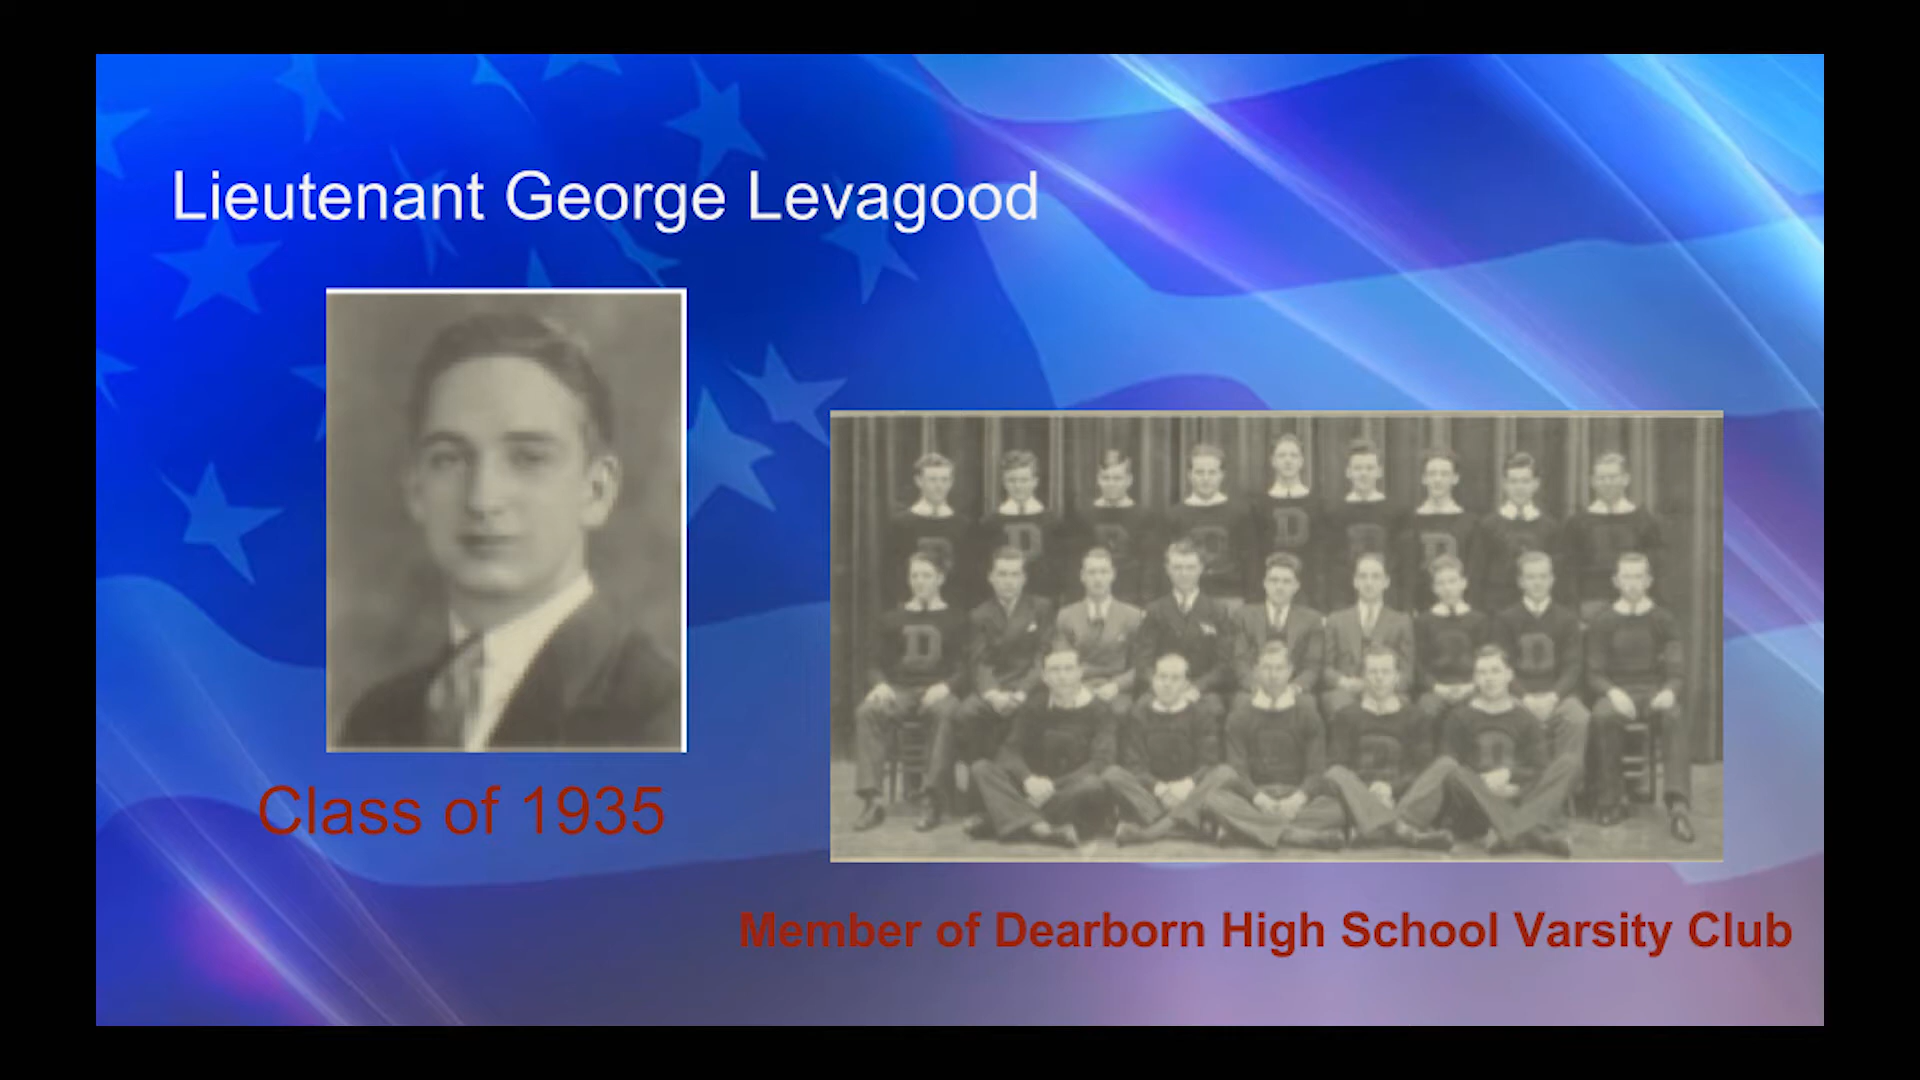 Lieutenant George Levagood
Class of 1935
Member of Dearborn High School Varsity Club